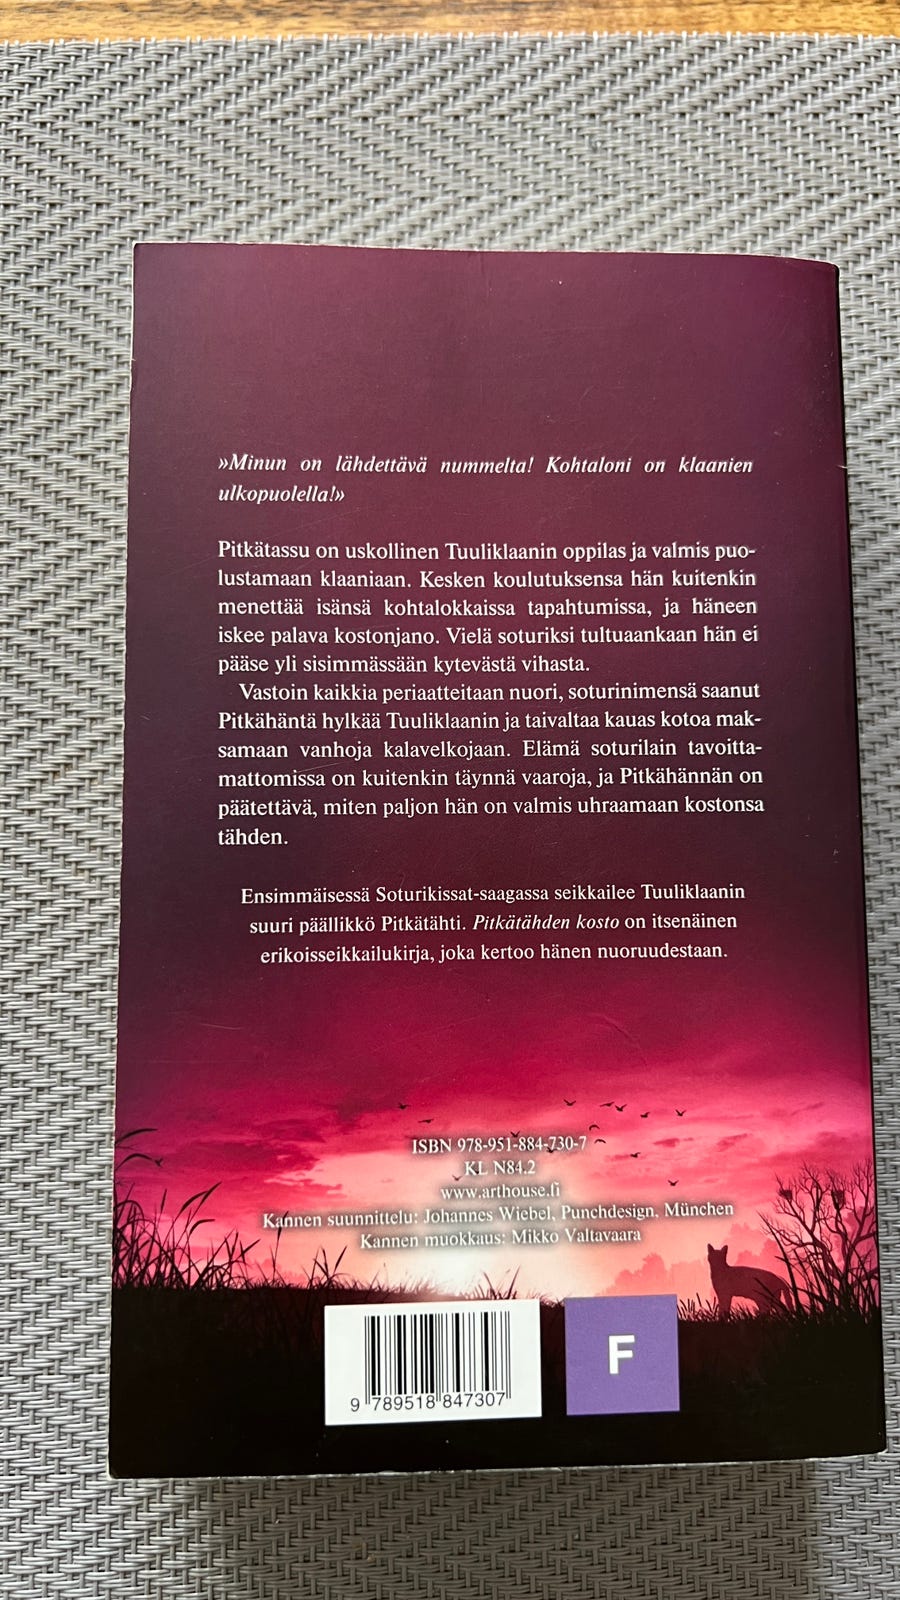 »Minun on lähdettävä nummelta! Kohtaloni on klaanien
ulkopuolella!»
Pitkätassu on uskollinen Tuuliklaanin oppilas ja valmis puo-
lustamaan klaaniaan. Kesken koulutuksensa hän kuitenkin
menettää isänsä kohtalokkaissa tapahtumissa, ja häneen
iskee palava kostonjano. Vielä soturiksi tultuaankaan hän ei
pääse yli sisimmässään kytevästä vihasta.
Vastoin kaikkia periaatteitaan nuori, soturinimensä saanut
Pitkähäntä hylkää Tuuliklaanin ja taivaltaa kauas kotoa mak-
samaan vanhoja kalavelkojaan. Elämä soturilain tavoitta-
mattomissa on kuitenkin täynnä vaaroja, ja Pitkähännän on
päätettävä, miten paljon hän on valmis uhraamaan kostonsa
tähden.
Ensimmäisessä Soturikissat-saagassa seikkailee Tuuliklaanin
suuri päällikkö Pitkätähti. Pitkätähden kosto on itsenäinen
erikoisseikkailukirja, joka kertoo hänen nuoruudestaan.
ISBN 978-951-884-730-7
KL N84.2
www.arthouse.fi
Kannen suunnittelu: Johannes Wiebel, Punchdesign, München
Kannen muokkaus: Mikko Valtavaara
9 789518 847307
F